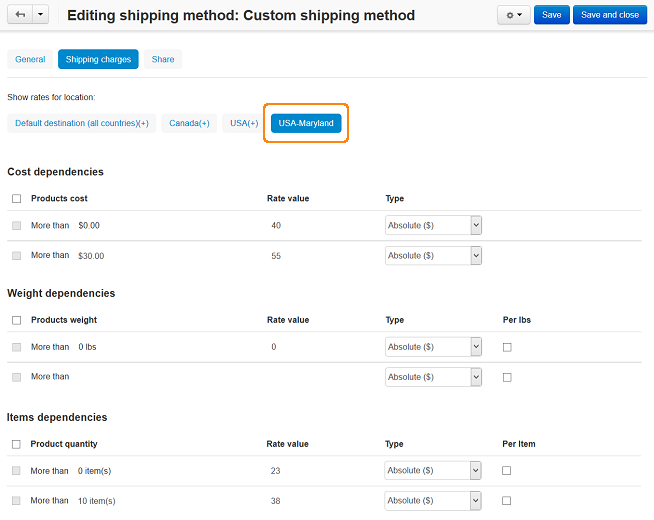 Editing shipping method: Custom shipping method
Save
Save and close
General
Shipping charges
Share
Show rates for location:
Default destination (all countries)(+)
Canada(+)
USA(+)
USA-Maryland
Cost dependencies
Products cost Rate value Type
More than $0.00 40 Absolute ($)
More than $30.00 55 Absolute ($)
Weight dependencies
Products weight Rate value Type Per lbs
More than 0 lbs 0 Absolute ($)
More than Absolute ($)
Items dependencies
Product quantity Rate value Type Per Item
More than 0 item(s) 23 Absolute ($)
More than 10 item(s) 38 Absolute ($)